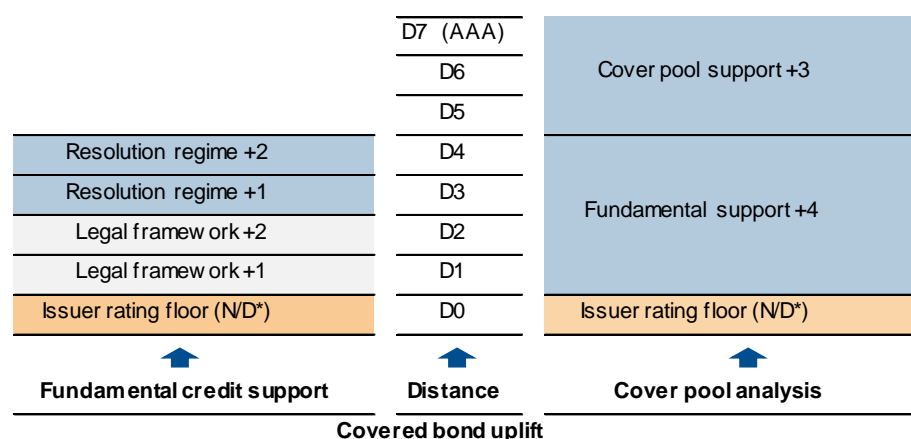 D7 (AAA)
D6
Cover pool support +3
D5
Resolution regime +2
D4
Resolution regime +1
D3
Fundamental support +4
Legal framework +2
D2
Legal framework +1
D1
Issuer rating floor (N/D*)
D0
Issuer rating floor (N/D*)
Fundamental credit support
Distance
Cover pool analysis
Covered bond uplift